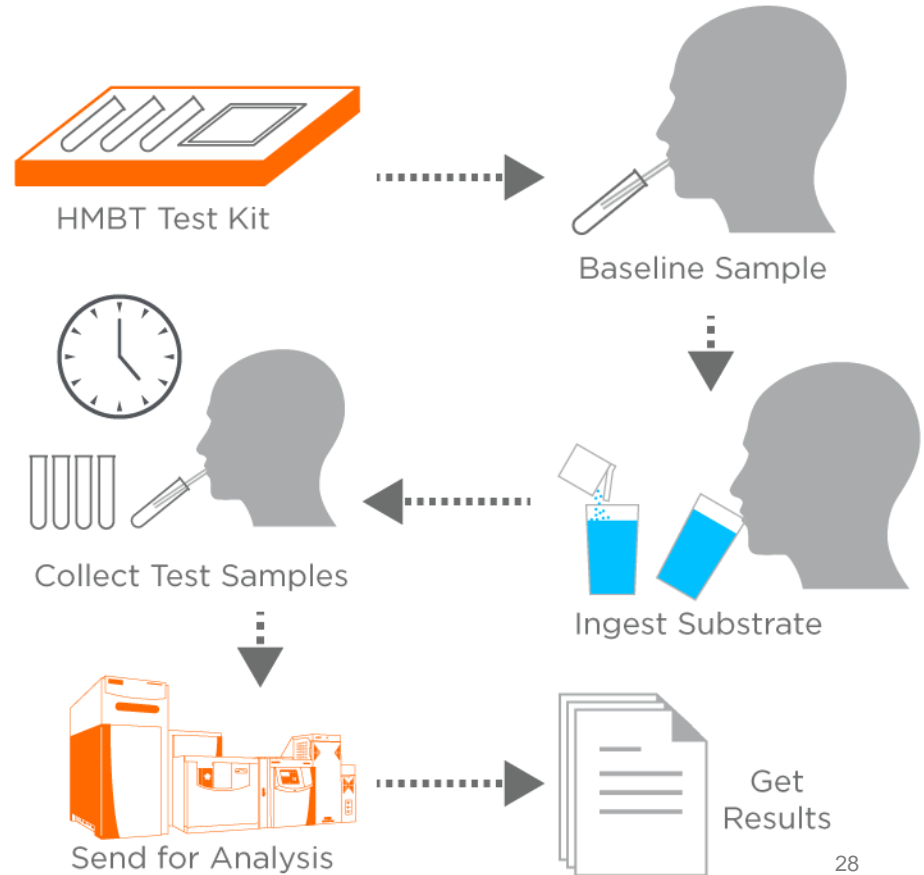 HMBT Test Kit
Baseline Sample
Ingest Substrate
Collect Test Samples
Send for Analysis
Get
Results
28